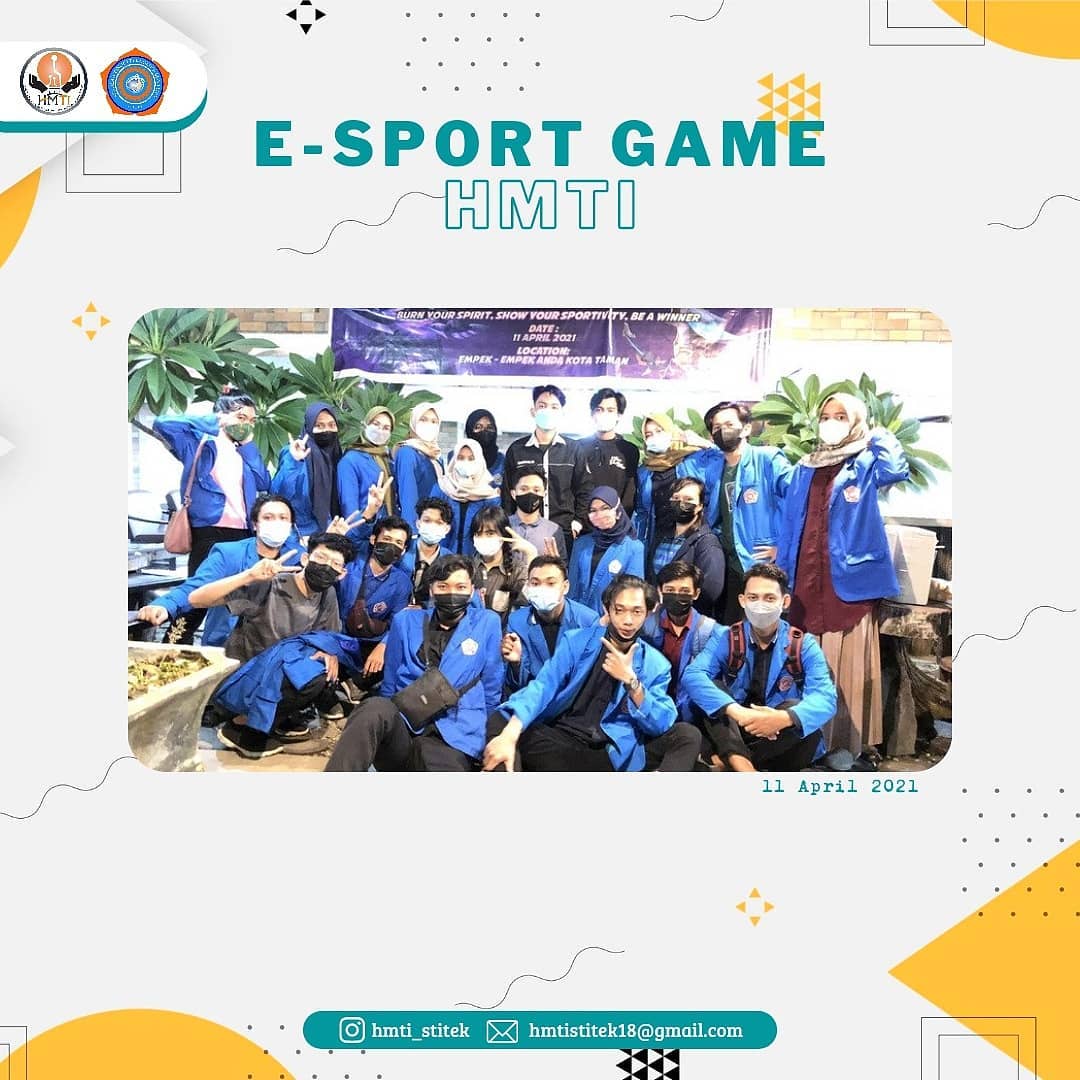 HMTI
E-SPORT GAME
HMTI
BURN YOUR SPIRIT, SHOW YOUR SPORTIVITY, BE A WINNER
DATE :
11 APRIL 2021
LOCATION:
EMPEK - EMPEK ANDA KOTA TAMAN
11 April 2021
hmti_stitek hmtistitek18@gmail.com